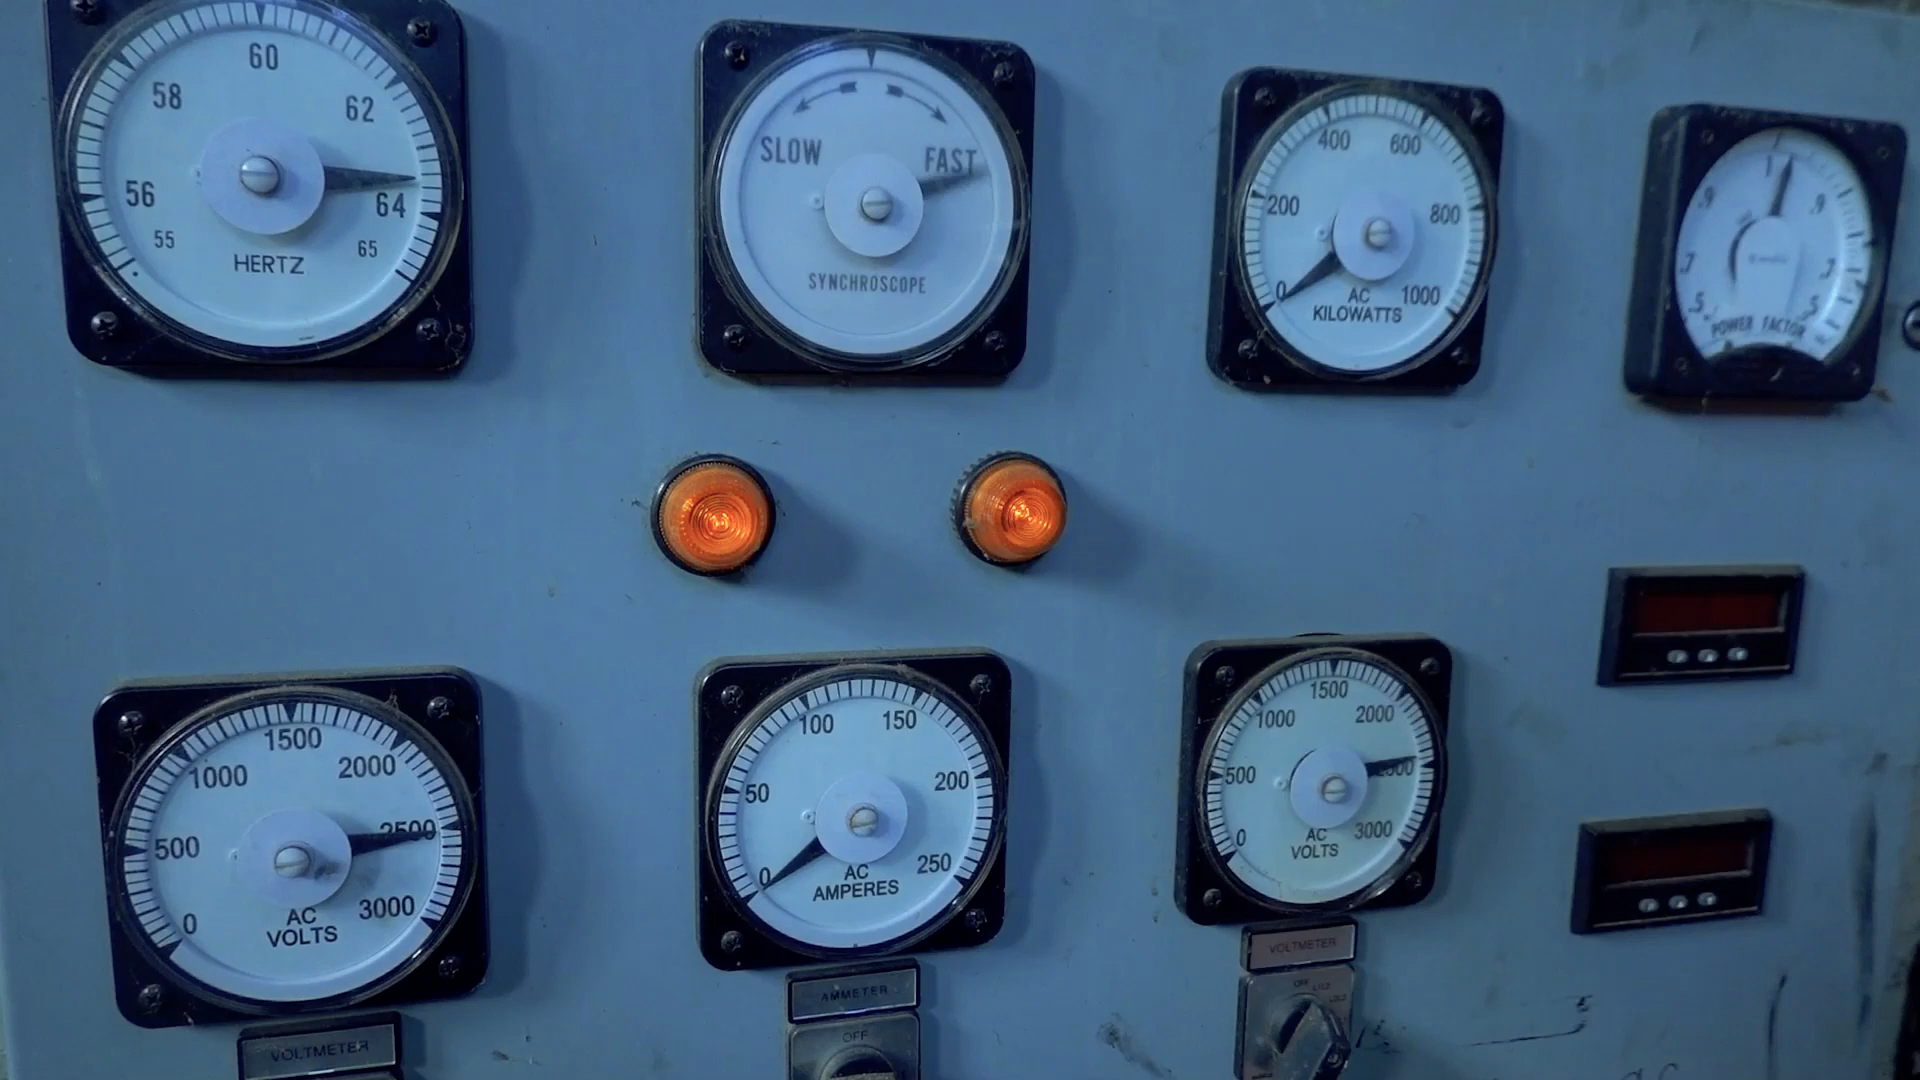 60
58
62
56
64
55
65
HERTZ
SLOW
FAST
SYNCHROSCOPE
400
600
200
800
0
1000
AC
KILOWATTS
1
.9
.9
.7
.7
.5
.5
POWER FACTOR
1500
1000
2000
500
2500
0
3000
AC
VOLTS
VOLTMETER
100
150
50
200
0
250
AC
AMPERES
AMMETER
OFF
1500
1000
2000
500
2500
0
3000
AC
VOLTS
VOLTMETER
OFF